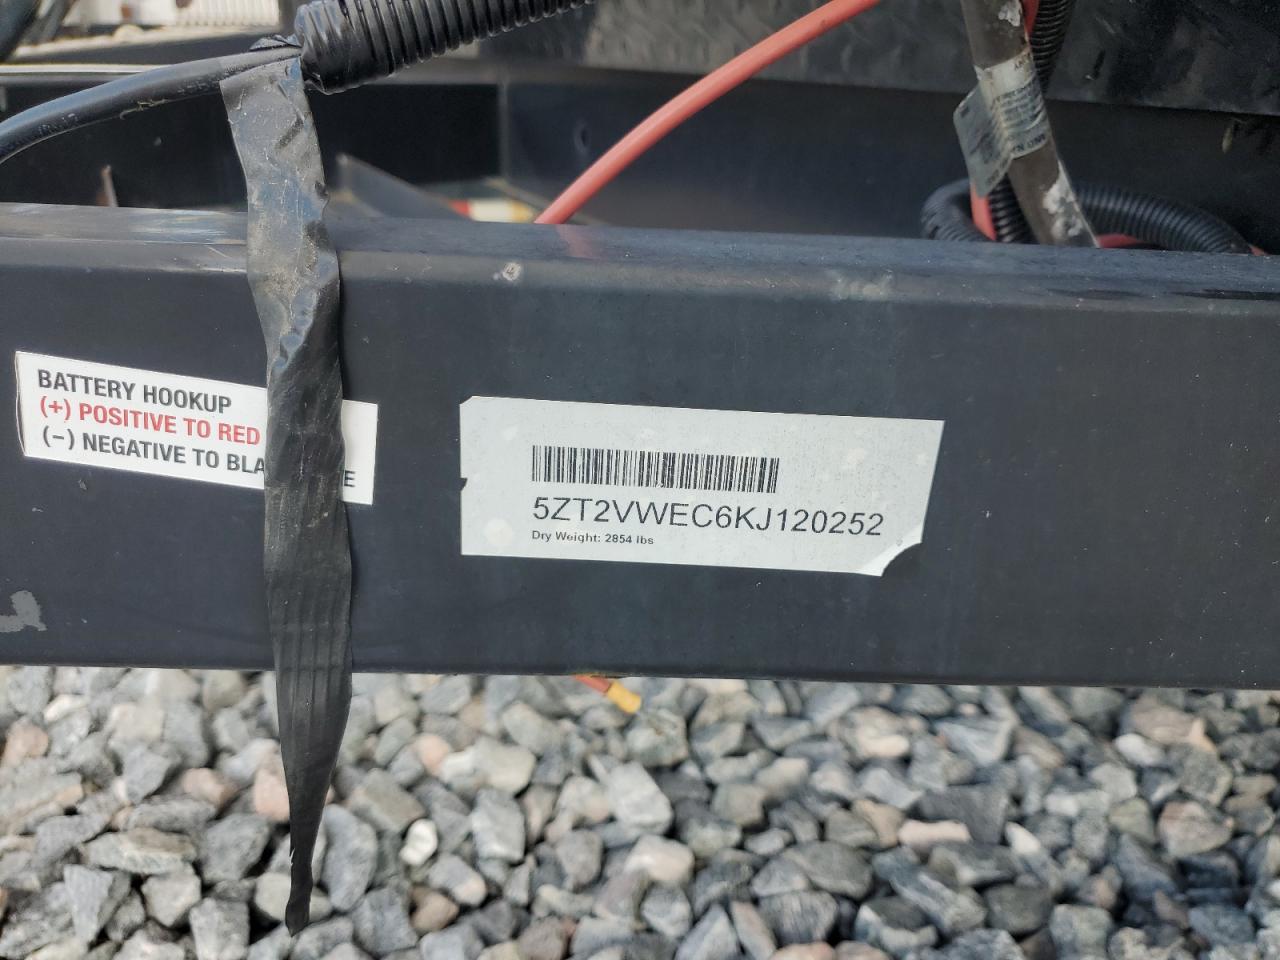 BATTERY HOOKUP
(+) POSITIVE TO RED
(–) NEGATIVE TO BLA E
5ZT2VWEC6KJ120252
Dry Weight: 2854 lbs